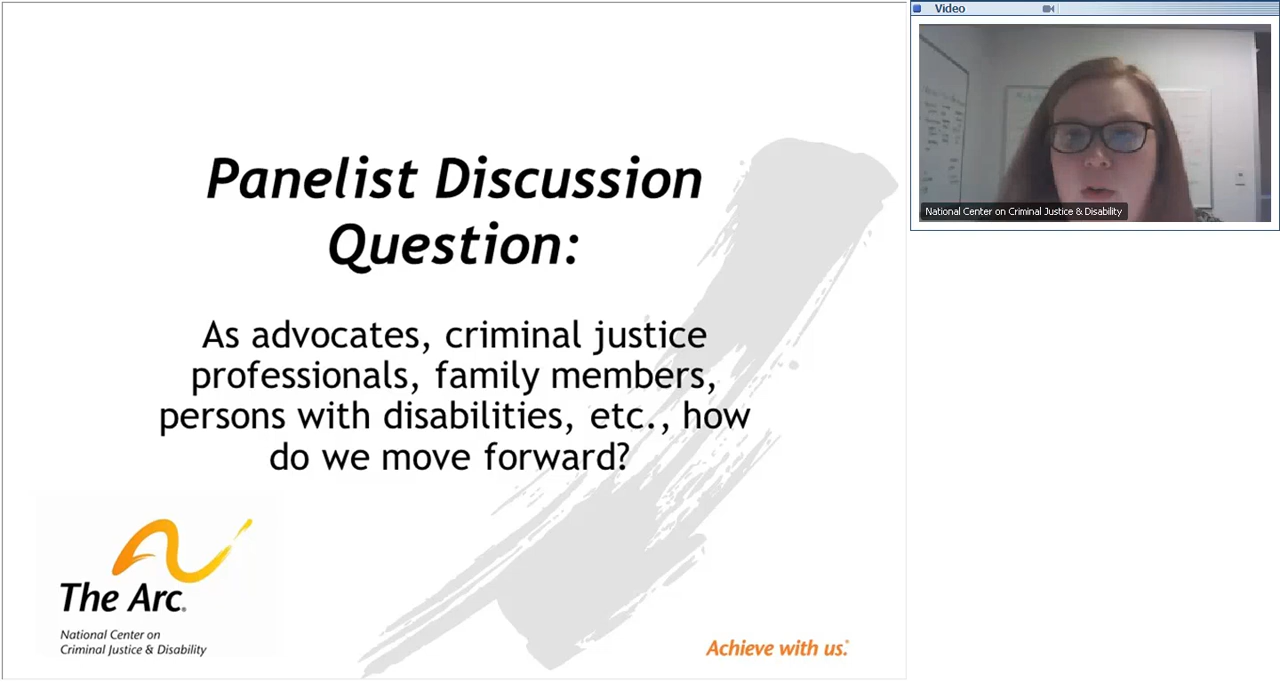 Panelist Discussion
Question:
As advocates, criminal justice
professionals, family members,
persons with disabilities, etc., how
do we move forward?
The Arc®
National Center on
Criminal Justice & Disability
Achieve with us.®
Video
National Center on Criminal Justice & Disability